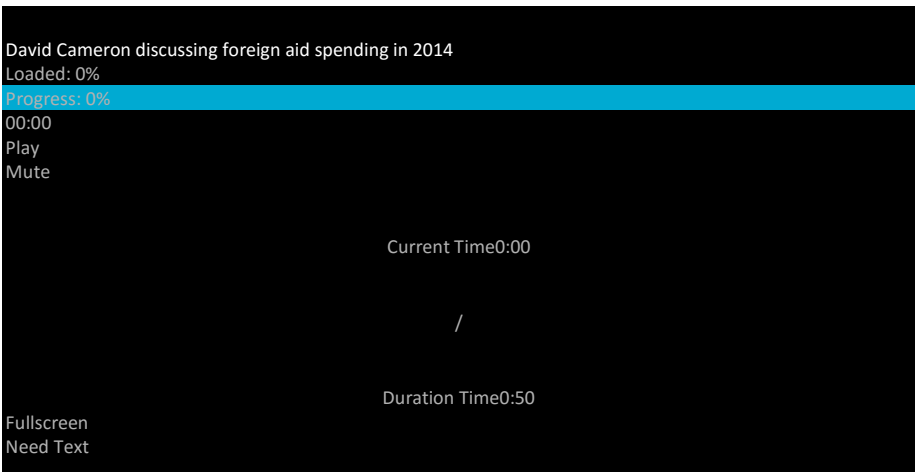 David Cameron discussing foreign aid spending in 2014
Loaded: 0%
Progress: 0%
00:00
Play
Mute
Current Time0:00
/
Duration Time0:50
Fullscreen
Need Text